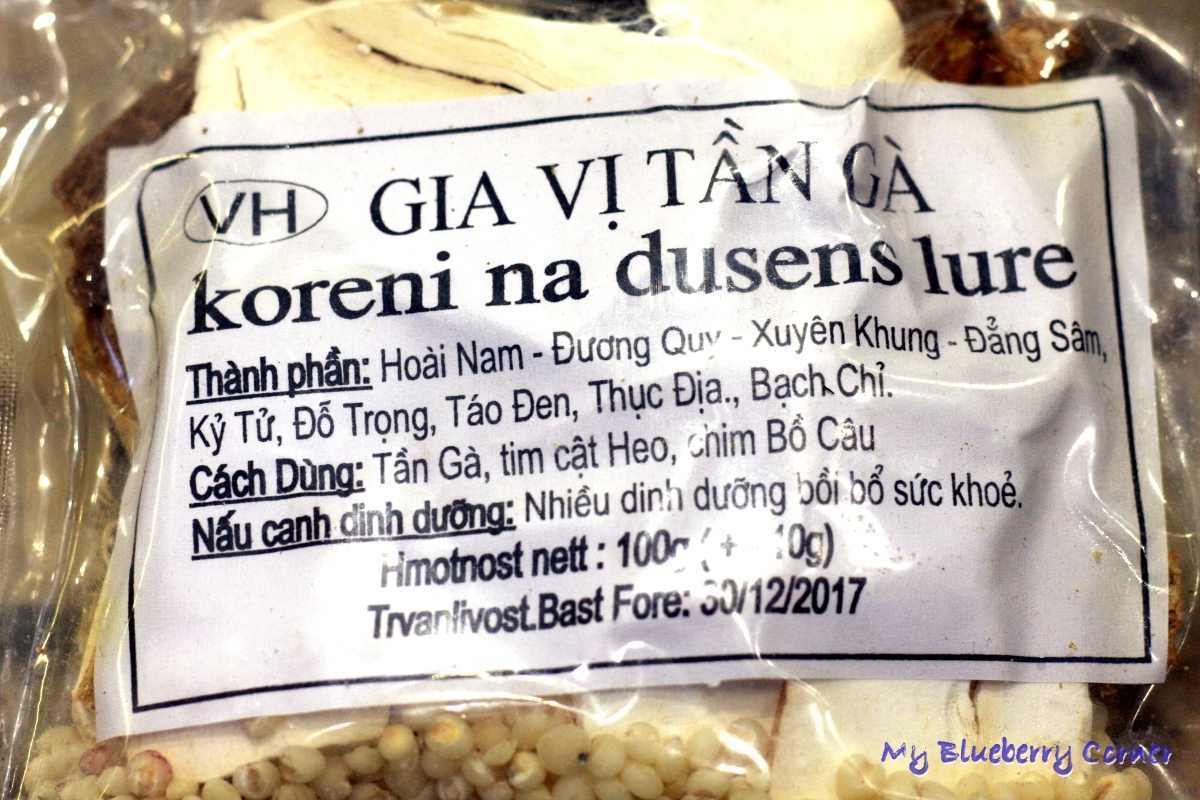 VH GIA VỊ TẦN GÀ
koreni na dusens lure
Thành phần: Hoài Nam - Đương Quy - Xuyên Khung - Đẳng Sâm,
Kỷ Tử, Đỗ Trọng, Táo Đen, Thục Địa., Bạch Chỉ.
Cách Dùng: Tần Gà, tim cật Heo, chim Bồ Câu
Nấu canh dinh dưỡng: Nhiều dinh dưỡng bồi bổ sức khoẻ.
Hmotnost nett : 100g ( + 10g)
Trvanlivost.Bast Fore: 30/12/2017
My Blueberry Corner